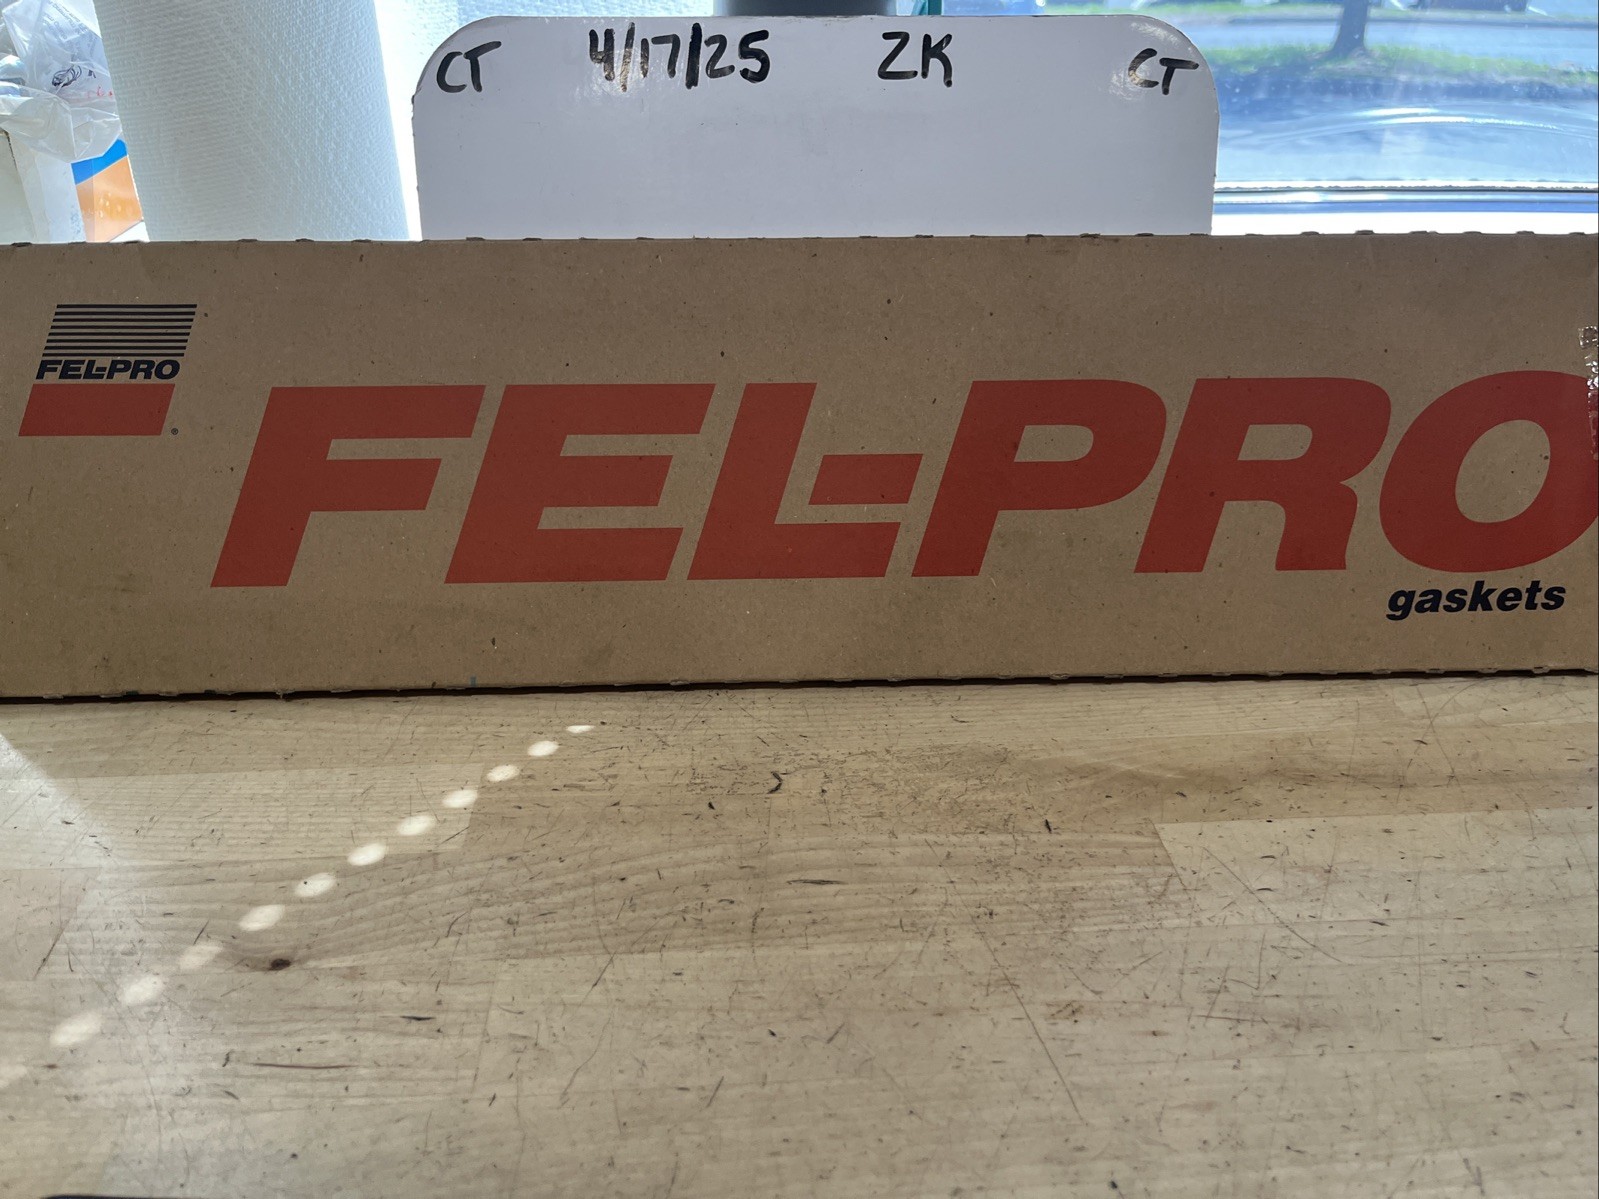 CT 4/17/25 ZK CT
FEL-PRO
FEL-PRO
gaskets